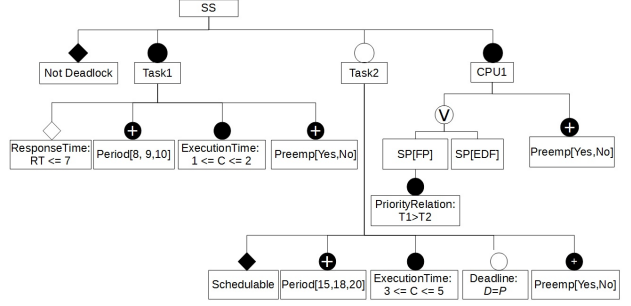 SS
Not Deadlock
Task1
Task2
CPU1
V
ResponseTime:
RT <= 7
Period[8, 9,10]
ExecutionTime:
1 <= C <= 2
Preemp[Yes,No]
SP[FP]
SP[EDF]
Preemp[Yes,No]
PriorityRelation:
T1>T2
Schedulable
Period[15,18,20]
ExecutionTime:
3 <= C <= 5
Deadline:
D=P
Preemp[Yes,No]